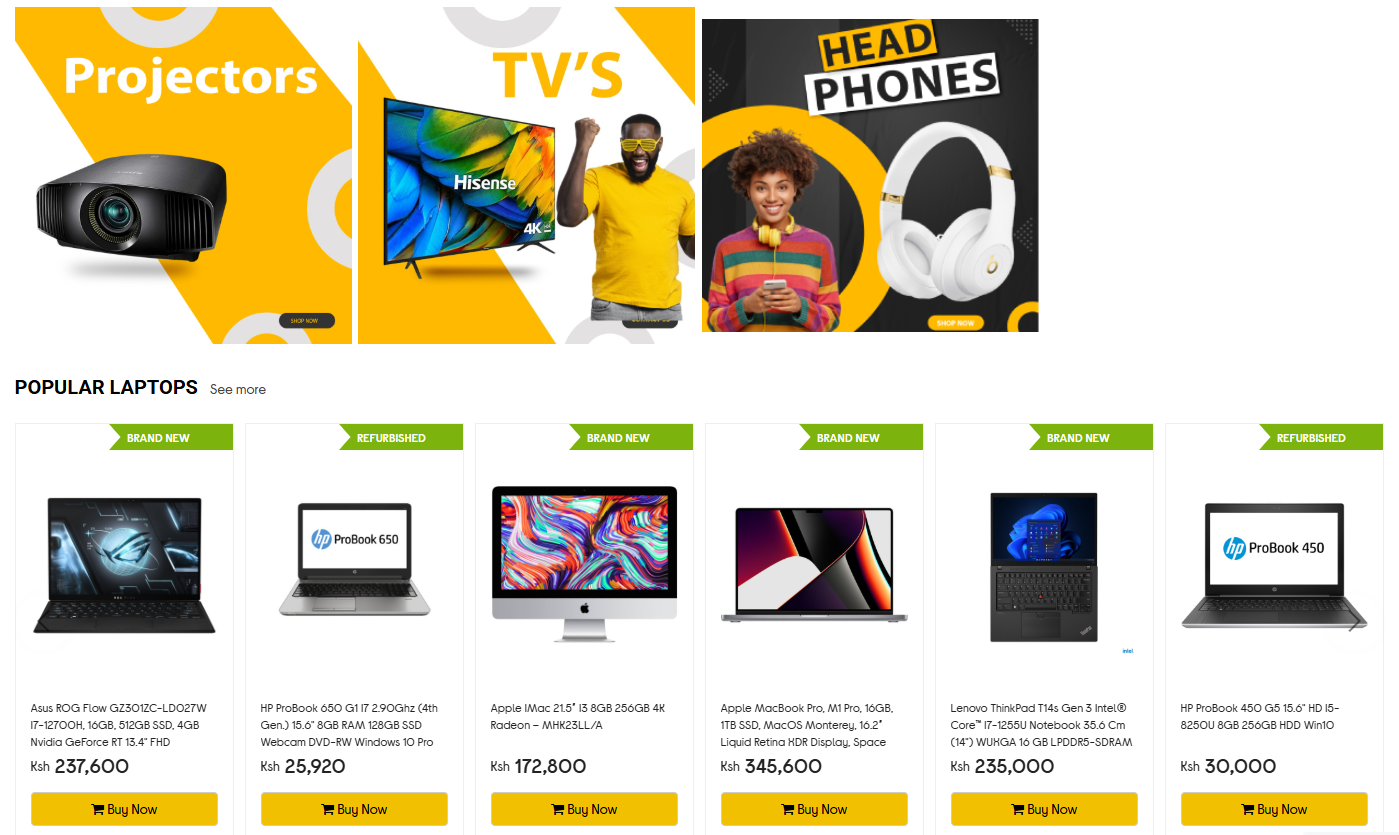 Projectors
SHOP NOW
TV'S
Hisense
4K
HEAD
PHONES
SHOP NOW
POPULAR LAPTOPS See more
BRAND NEW
Asus ROG Flow GZ301ZC-LD027W
I7-12700H, 16GB, 512GB SSD, 4GB
Nvidia GeForce RT 13.4" FHD
Ksh 237,600
Buy Now
REFURBISHED
hp ProBook 650
HP ProBook 650 G1 I7 2.90Ghz (4th
Gen.) 15.6" 8GB RAM 128GB SSD
Webcam DVD-RW Windows 10 Pro
Ksh 25,920
Buy Now
BRAND NEW
Apple IMac 21.5″ I3 8GB 256GB 4K
Radeon – MHK23LL/A
Ksh 172,800
Buy Now
BRAND NEW
Apple MacBook Pro, M1 Pro, 16GB,
1TB SSD, MacOS Monterey, 16.2″
Liquid Retina XDR Display, Space
Ksh 345,600
Buy Now
BRAND NEW
intel
Lenovo ThinkPad T14s Gen 3 Intel®
Core™ I7-1255U Notebook 35.6 Cm
(14") WUXGA 16 GB LPDDR5-SDRAM
Ksh 235,000
Buy Now
REFURBISHED
hp ProBook 450
HP ProBook 450 G5 15.6" HD I5-
8250U 8GB 256GB HDD Win10
Ksh 30,000
Buy Now